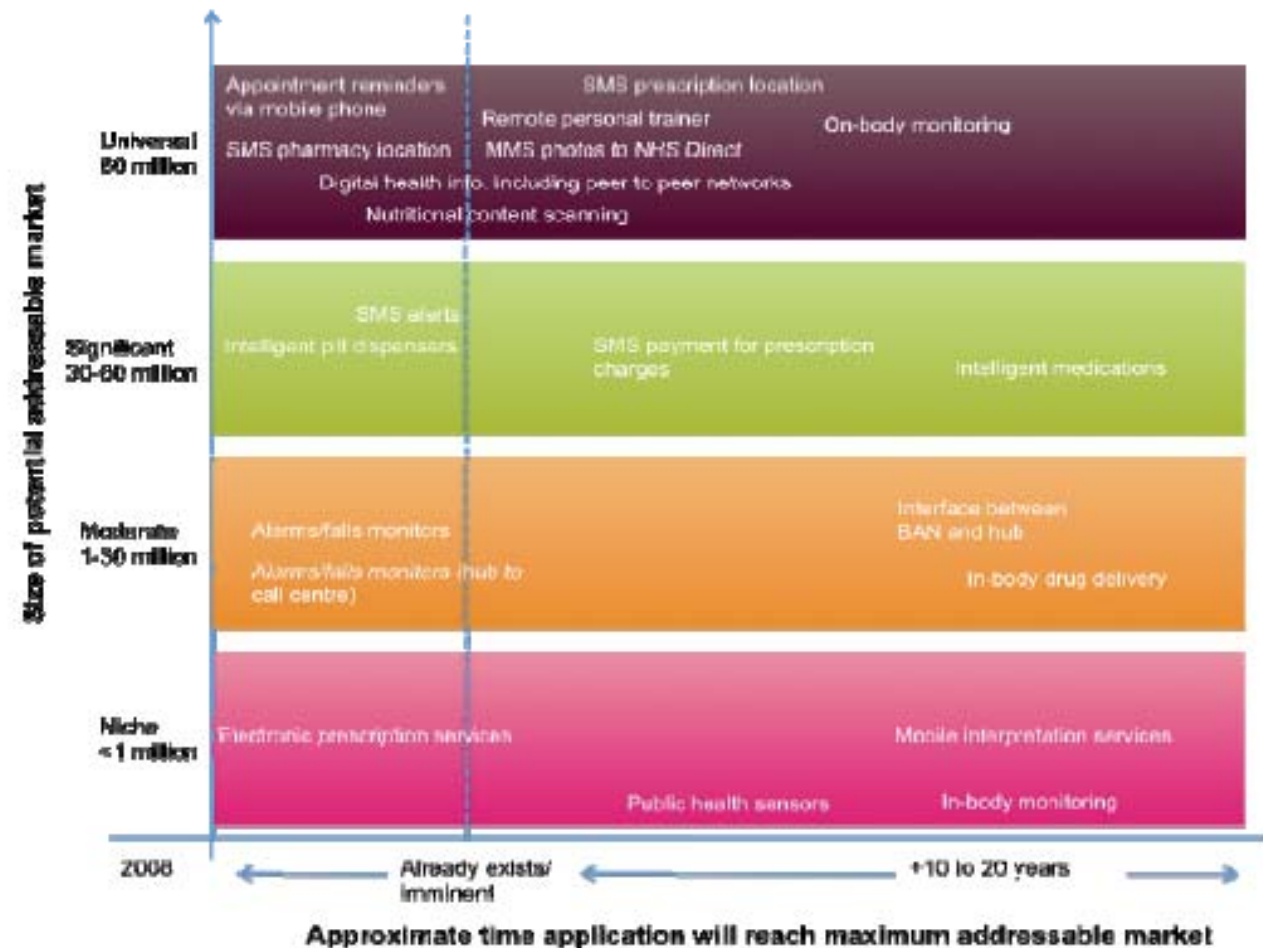 Size of potential addressable market
Universal
60 million
Appointment reminders
via mobile phone
SMS prescription location
Remote personal trainer
On-body monitoring
SMS pharmacy location
MMS photos to NHS Direct
Digital health info. including peer to peer networks
Nutritional content scanning
Significant
30-60 million
SMS alerts
Intelligent pill dispensers
SMS payment for prescription
charges
Intelligent medications
Moderate
1-30 million
Alarms/falls monitors
Interface between
BAN and hub
Alarms/falls monitors (hub to
call centre)
In-body drug delivery
Niche
<1 million
Electronic prescription services
Mobile interpretation services
Public health sensors
In-body monitoring
2008
Already exists/
imminent
+10 to 20 years
Approximate time application will reach maximum addressable market